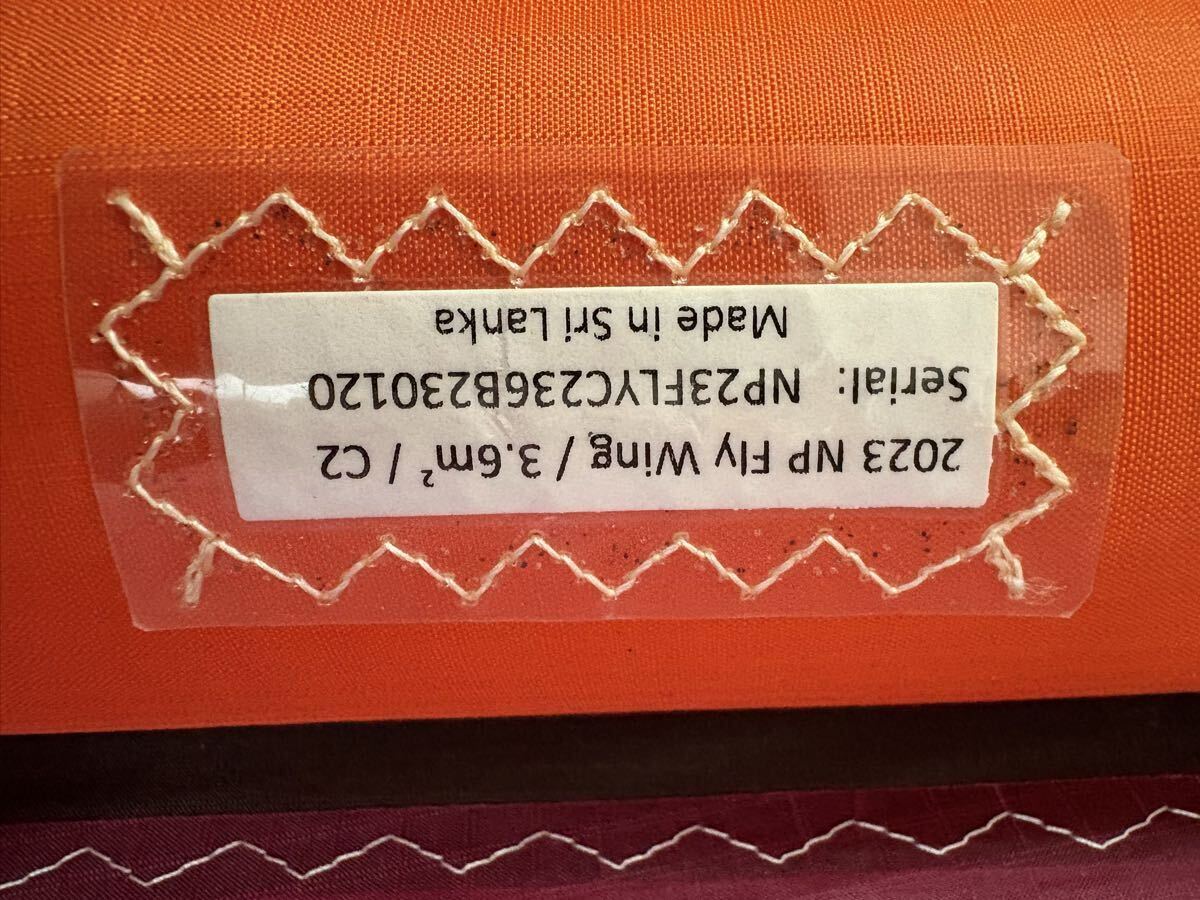 2023 NP Fly Wing / 3.6m² / C2
Serial: NP23FLYC236B230120
Made in Sri Lanka